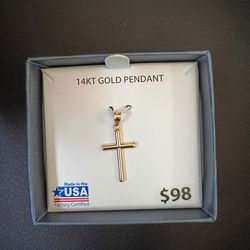 14KT GOLD PENDANT
Made in the
USA
Factory Certified
$98